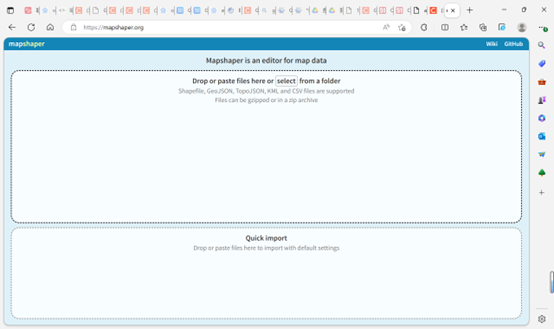 https://mapshaper.org
mapshaper
Wiki GitHub
Mapshaper is an editor for map data
Drop or paste files here or select from a folder
Shapefile, GeoJSON, TopoJSON, KML and CSV files are supported
Files can be gzipped or in a zip archive
Quick import
Drop or paste files here to import with default settings